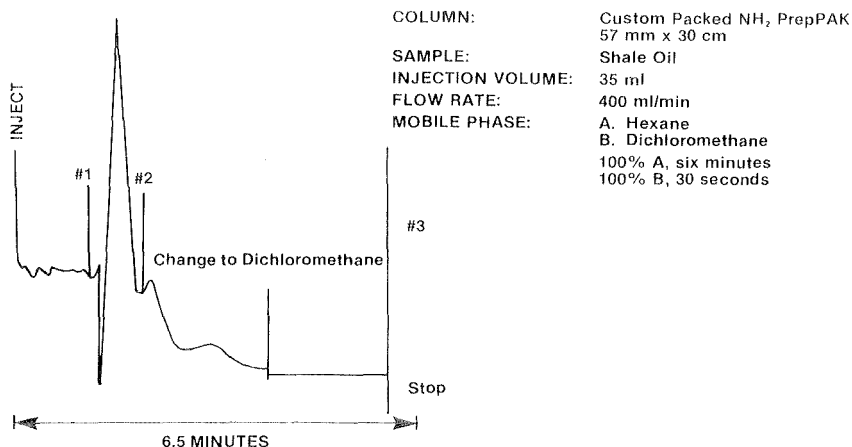 INJECT
#1
#2
Change to Dichloromethane
#3
Stop
6.5 MINUTES
COLUMN: Custom Packed NH₂ PrepPAK
57 mm x 30 cm
SAMPLE: Shale Oil
INJECTION VOLUME: 35 ml
FLOW RATE: 400 ml/min
MOBILE PHASE: A. Hexane
B. Dichloromethane
100% A, six minutes
100% B, 30 seconds